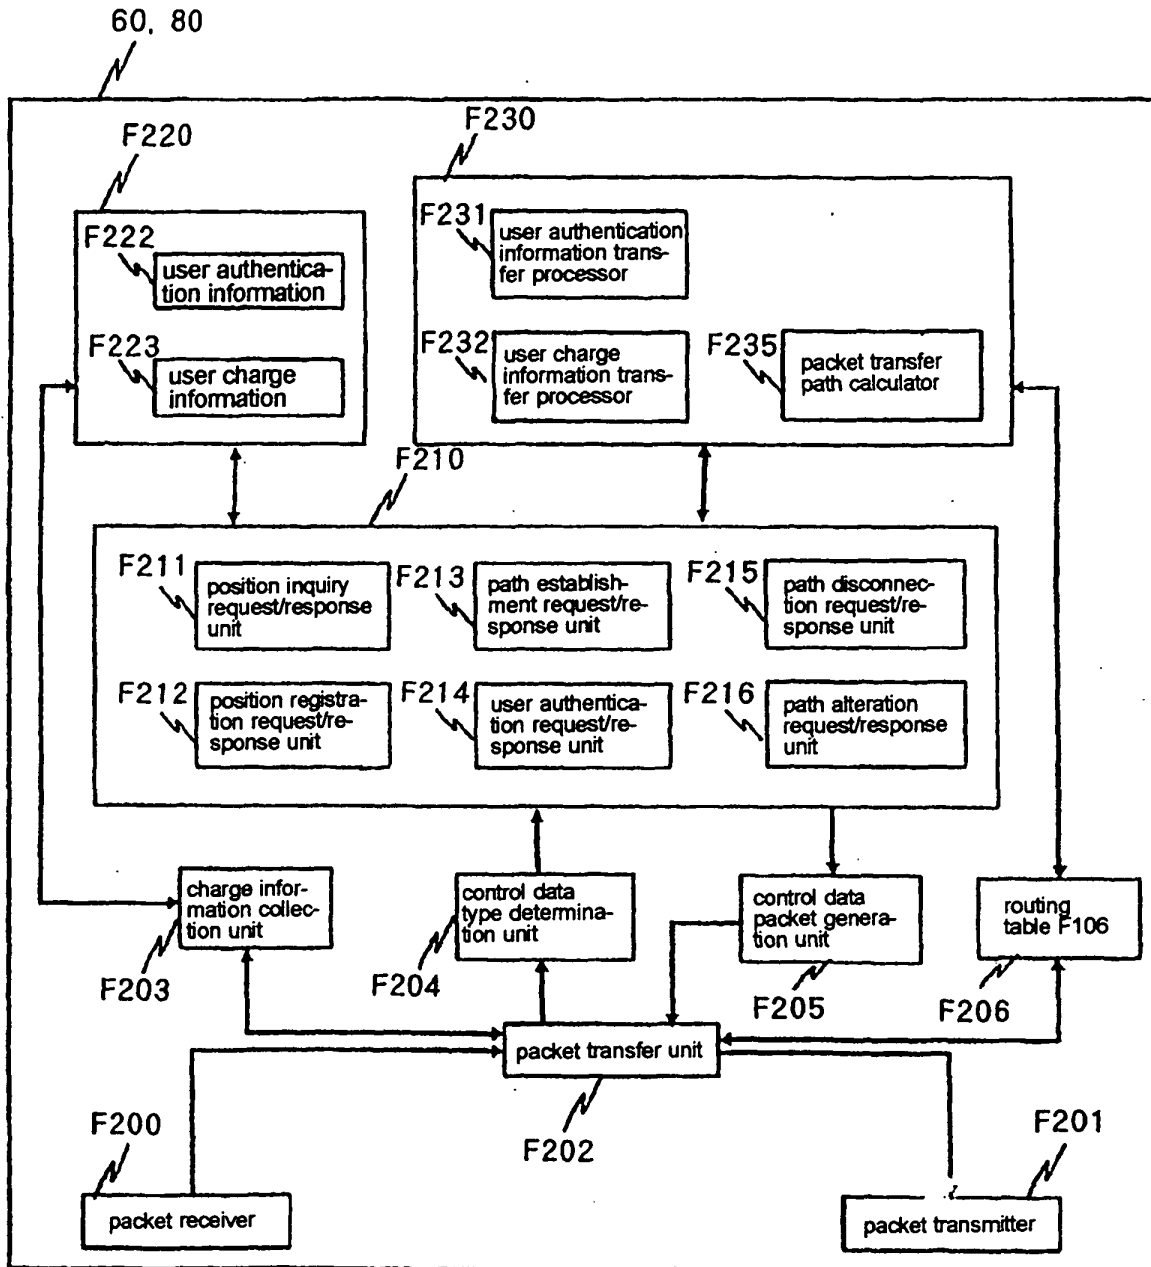 60, 80
F220
F230
F222
user authentica-
tion information
F223
user charge
information
F231
user authentication
information trans-
fer processor
F232
user charge
information trans-
fer processor
F235
packet transfer
path calculator
F210
F211
position inquiry
request/response
unit
F213
path establish-
ment request/re-
sponse unit
F215
path disconnec-
tion request/re-
sponse unit
F212
position registra-
tion request/re-
sponse unit
F214
user authentica-
tion request/re-
sponse unit
F216
path alteration
request/response
unit
charge infor-
mation collec-
tion unit
F203
control data
type determina-
tion unit
F204
control data
packet genera-
tion unit
F205
routing
table F106
F206
packet transfer unit
F202
F200
packet receiver
F201
packet transmitter